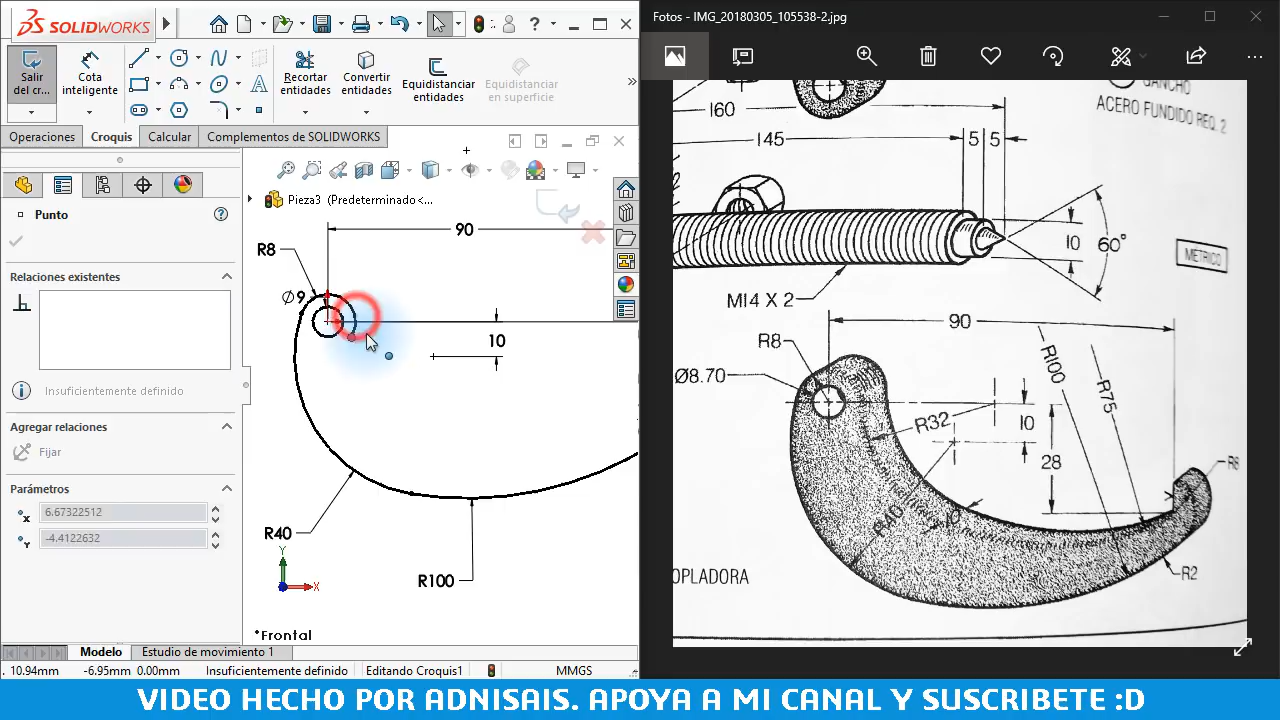 SOLIDWORKS
Salir del cr...
Cota inteligente
Recortar entidades
Convertir entidades
Equidistanciar entidades
Equidistanciar en superficie
Operaciones
Croquis
Calcular
Complementos de SOLIDWORKS
Punto
Relaciones existentes
Insuficientemente definido
Agregar relaciones
Fijar
Parámetros
X
6.67322512
Y
-4.4122632
Pieza3 (Predeterminado<...
90
R8
Ø9
10
R40
R100
Y
X
*Frontal
Modelo
Estudio de movimiento 1
10.94mm
-6.95mm
0.00mm
Insuficientemente definido
Editando Croquis1
MMGS
Fotos - IMG_20180305_105538-2.jpg
GANCHO
ACERO FUNDIDO REQ. 2
160
145
5
5
10
60°
METRICO
M14 X 2
90
R8
Ø8.70
R100
R75
R32
10
28
R8
R40
R2
OPLADORA
VIDEO HECHO POR ADNISAIS. APOYA A MI CANAL Y SUSCRIBETE :D